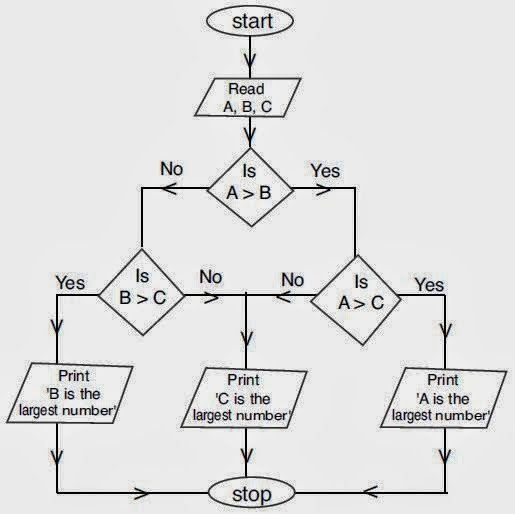 start
Read
A, B, C
No
Is
A > B
Yes
Yes
Is
B > C
No
No
Is
A > C
Yes
Print
'B is the
largest number'
Print
'C is the
largest number'
Print
'A is the
largest number'
stop